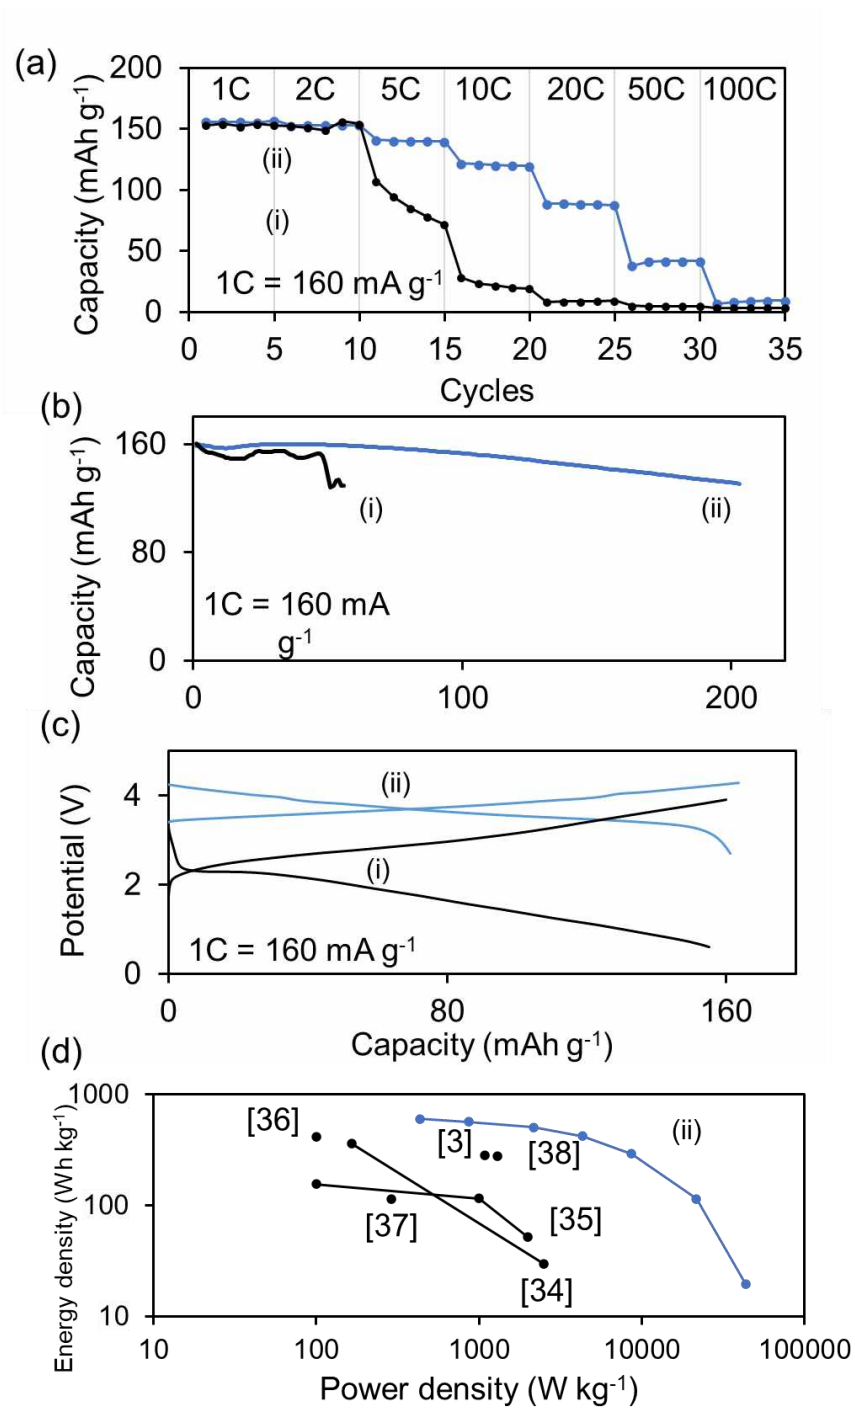 (a)
Capacity (mAh g-1)
200
150
100
50
0
1C 2C 5C 10C 20C 50C 100C
(ii)
(i)
1C = 160 mA g-1
0 5 10 15 20 25 30 35
Cycles
(b)
Capacity (mAh g-1)
160
80
0
(i)
(ii)
1C = 160 mA
g-1
0 100 200
(c)
Potential (V)
4
2
0
(ii)
(i)
1C = 160 mA g-1
0 80 160
Capacity (mAh g-1)
(d)
Energy density (Wh kg-1)
1000
100
10
[36]
[3]
[38]
(ii)
[37]
[35]
[34]
10 100 1000 10000 100000
Power density (W kg-1)